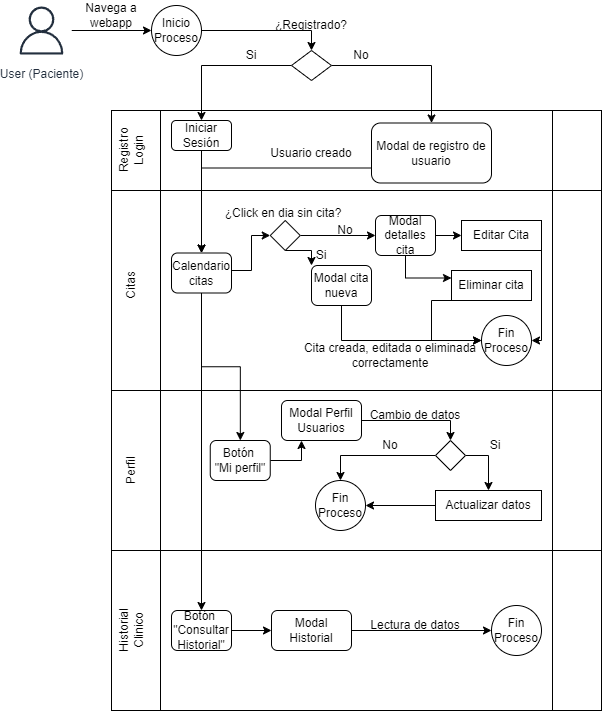 Navega a
webapp
Inicio
Proceso
¿Registrado?
User (Paciente)
Si
No
Registro
Login
Iniciar
Sesión
Usuario creado
Modal de registro de
usuario
Citas
¿Click en dia sin cita?
No
Si
Calendario
citas
Modal
detalles
cita
Editar Cita
Modal cita
nueva
Eliminar cita
Fin
Proceso
Cita creada, editada o eliminada
correctamente
Perfil
Modal Perfil
Usuarios
Cambio de datos
No
Si
Botón
"Mi perfil"
Fin
Proceso
Actualizar datos
Historial
Clínico
Botón
"Consultar
Historial"
Modal
Historial
Lectura de datos
Fin
Proceso